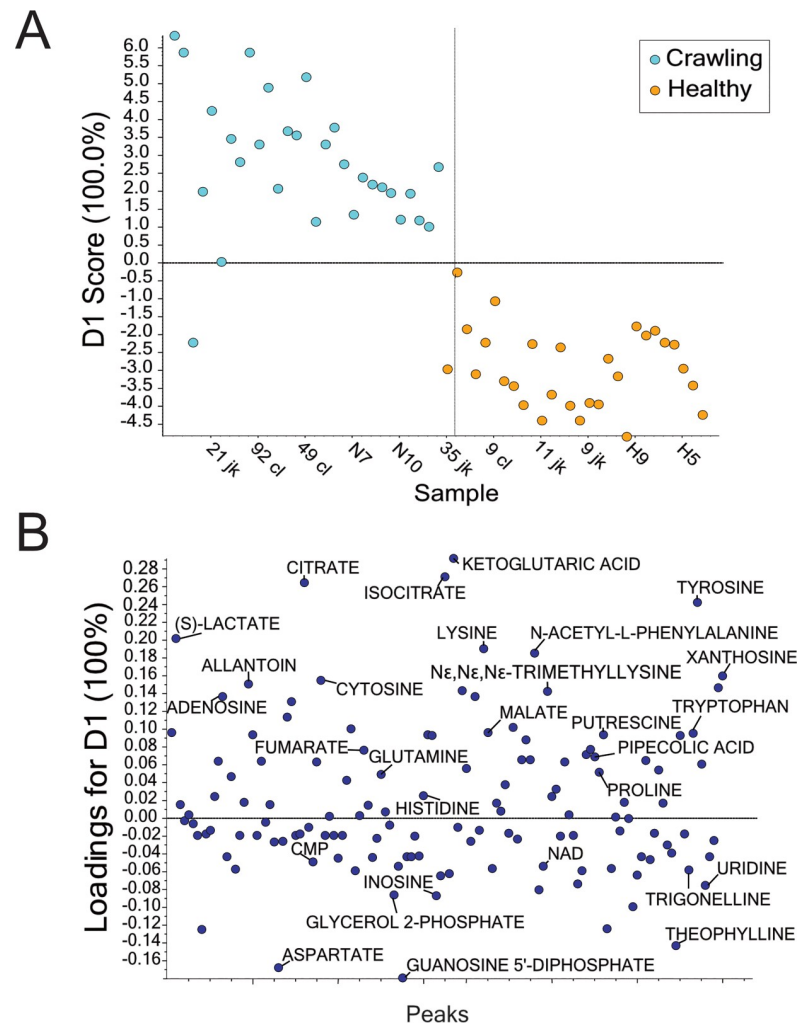 A
6.0
5.5
5.0
4.5
4.0
3.5
3.0
2.5
2.0
1.5
1.0
0.5
0.0
-0.5
-1.0
-1.5
-2.0
-2.5
-3.0
-3.5
-4.0
-4.5
D1 Score (100.0%)
Crawling
Healthy
21 jk
92 cl
49 cl
N7
N10
35 jk
9 cl
11 jk
9 jk
H9
H5
Sample
B
0.28
0.26
0.24
0.22
0.20
0.18
0.16
0.14
0.12
0.10
0.08
0.06
0.04
0.02
0.00
-0.02
-0.04
-0.06
-0.08
-0.10
-0.12
-0.14
-0.16
Loadings for D1 (100%)
CITRATE
KETOGLUTARIC ACID
ISOCITRATE
TYROSINE
(S)-LACTATE
LYSINE
N-ACETYL-L-PHENYLALANINE
XANTHOSINE
ALLANTOIN
Nε,Nε,Nε-TRIMETHYLLYSINE
CYTOSINE
ADENOSINE
MALATE
TRYPTOPHAN
PUTRESCINE
FUMARATE
GLUTAMINE
PIPECOLIC ACID
PROLINE
HISTIDINE
CMP
NAD
INOSINE
URIDINE
TRIGONELLINE
GLYCEROL 2-PHOSPHATE
THEOPHYLLINE
ASPARTATE
GUANOSINE 5'-DIPHOSPHATE
Peaks